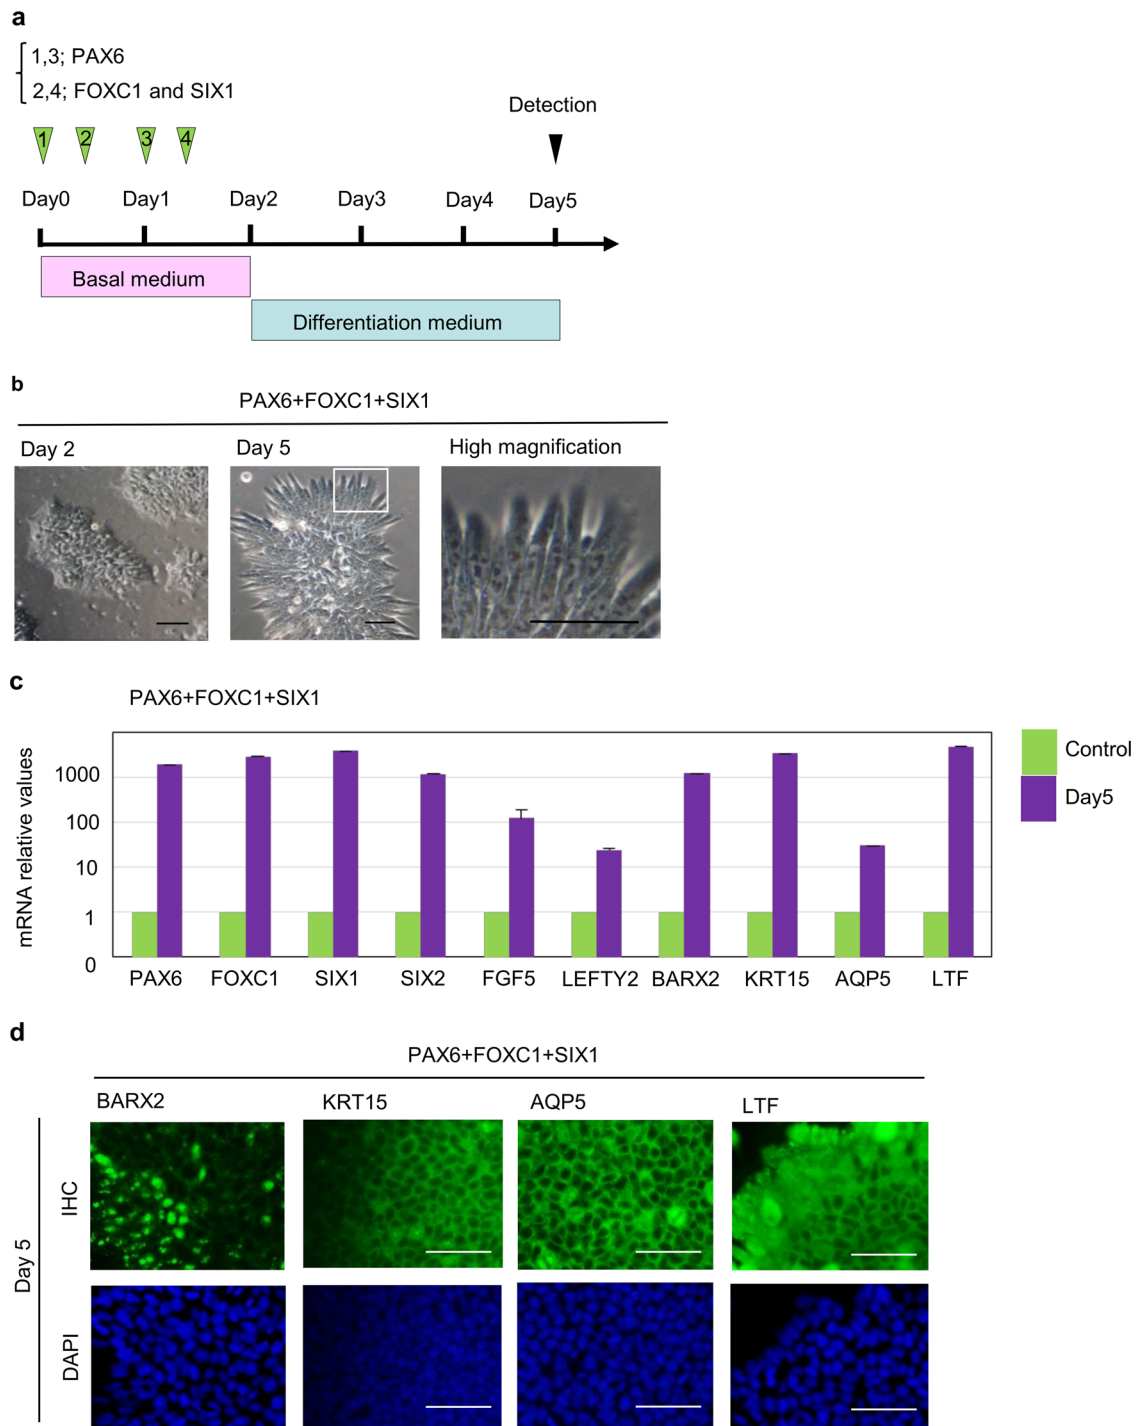 a
1,3; PAX6
2,4; FOXC1 and SIX1
Detection
1 2 3 4
Day0 Day1 Day2 Day3 Day4 Day5
Basal medium
Differentiation medium
b
PAX6+FOXC1+SIX1
Day 2 Day 5 High magnification
c
PAX6+FOXC1+SIX1
mRNA relative values
1000
100
10
1
0
PAX6 FOXC1 SIX1 SIX2 FGF5 LEFTY2 BARX2 KRT15 AQP5 LTF
Control
Day5
d
PAX6+FOXC1+SIX1
BARX2 KRT15 AQP5 LTF
Day 5
IHC
DAPI